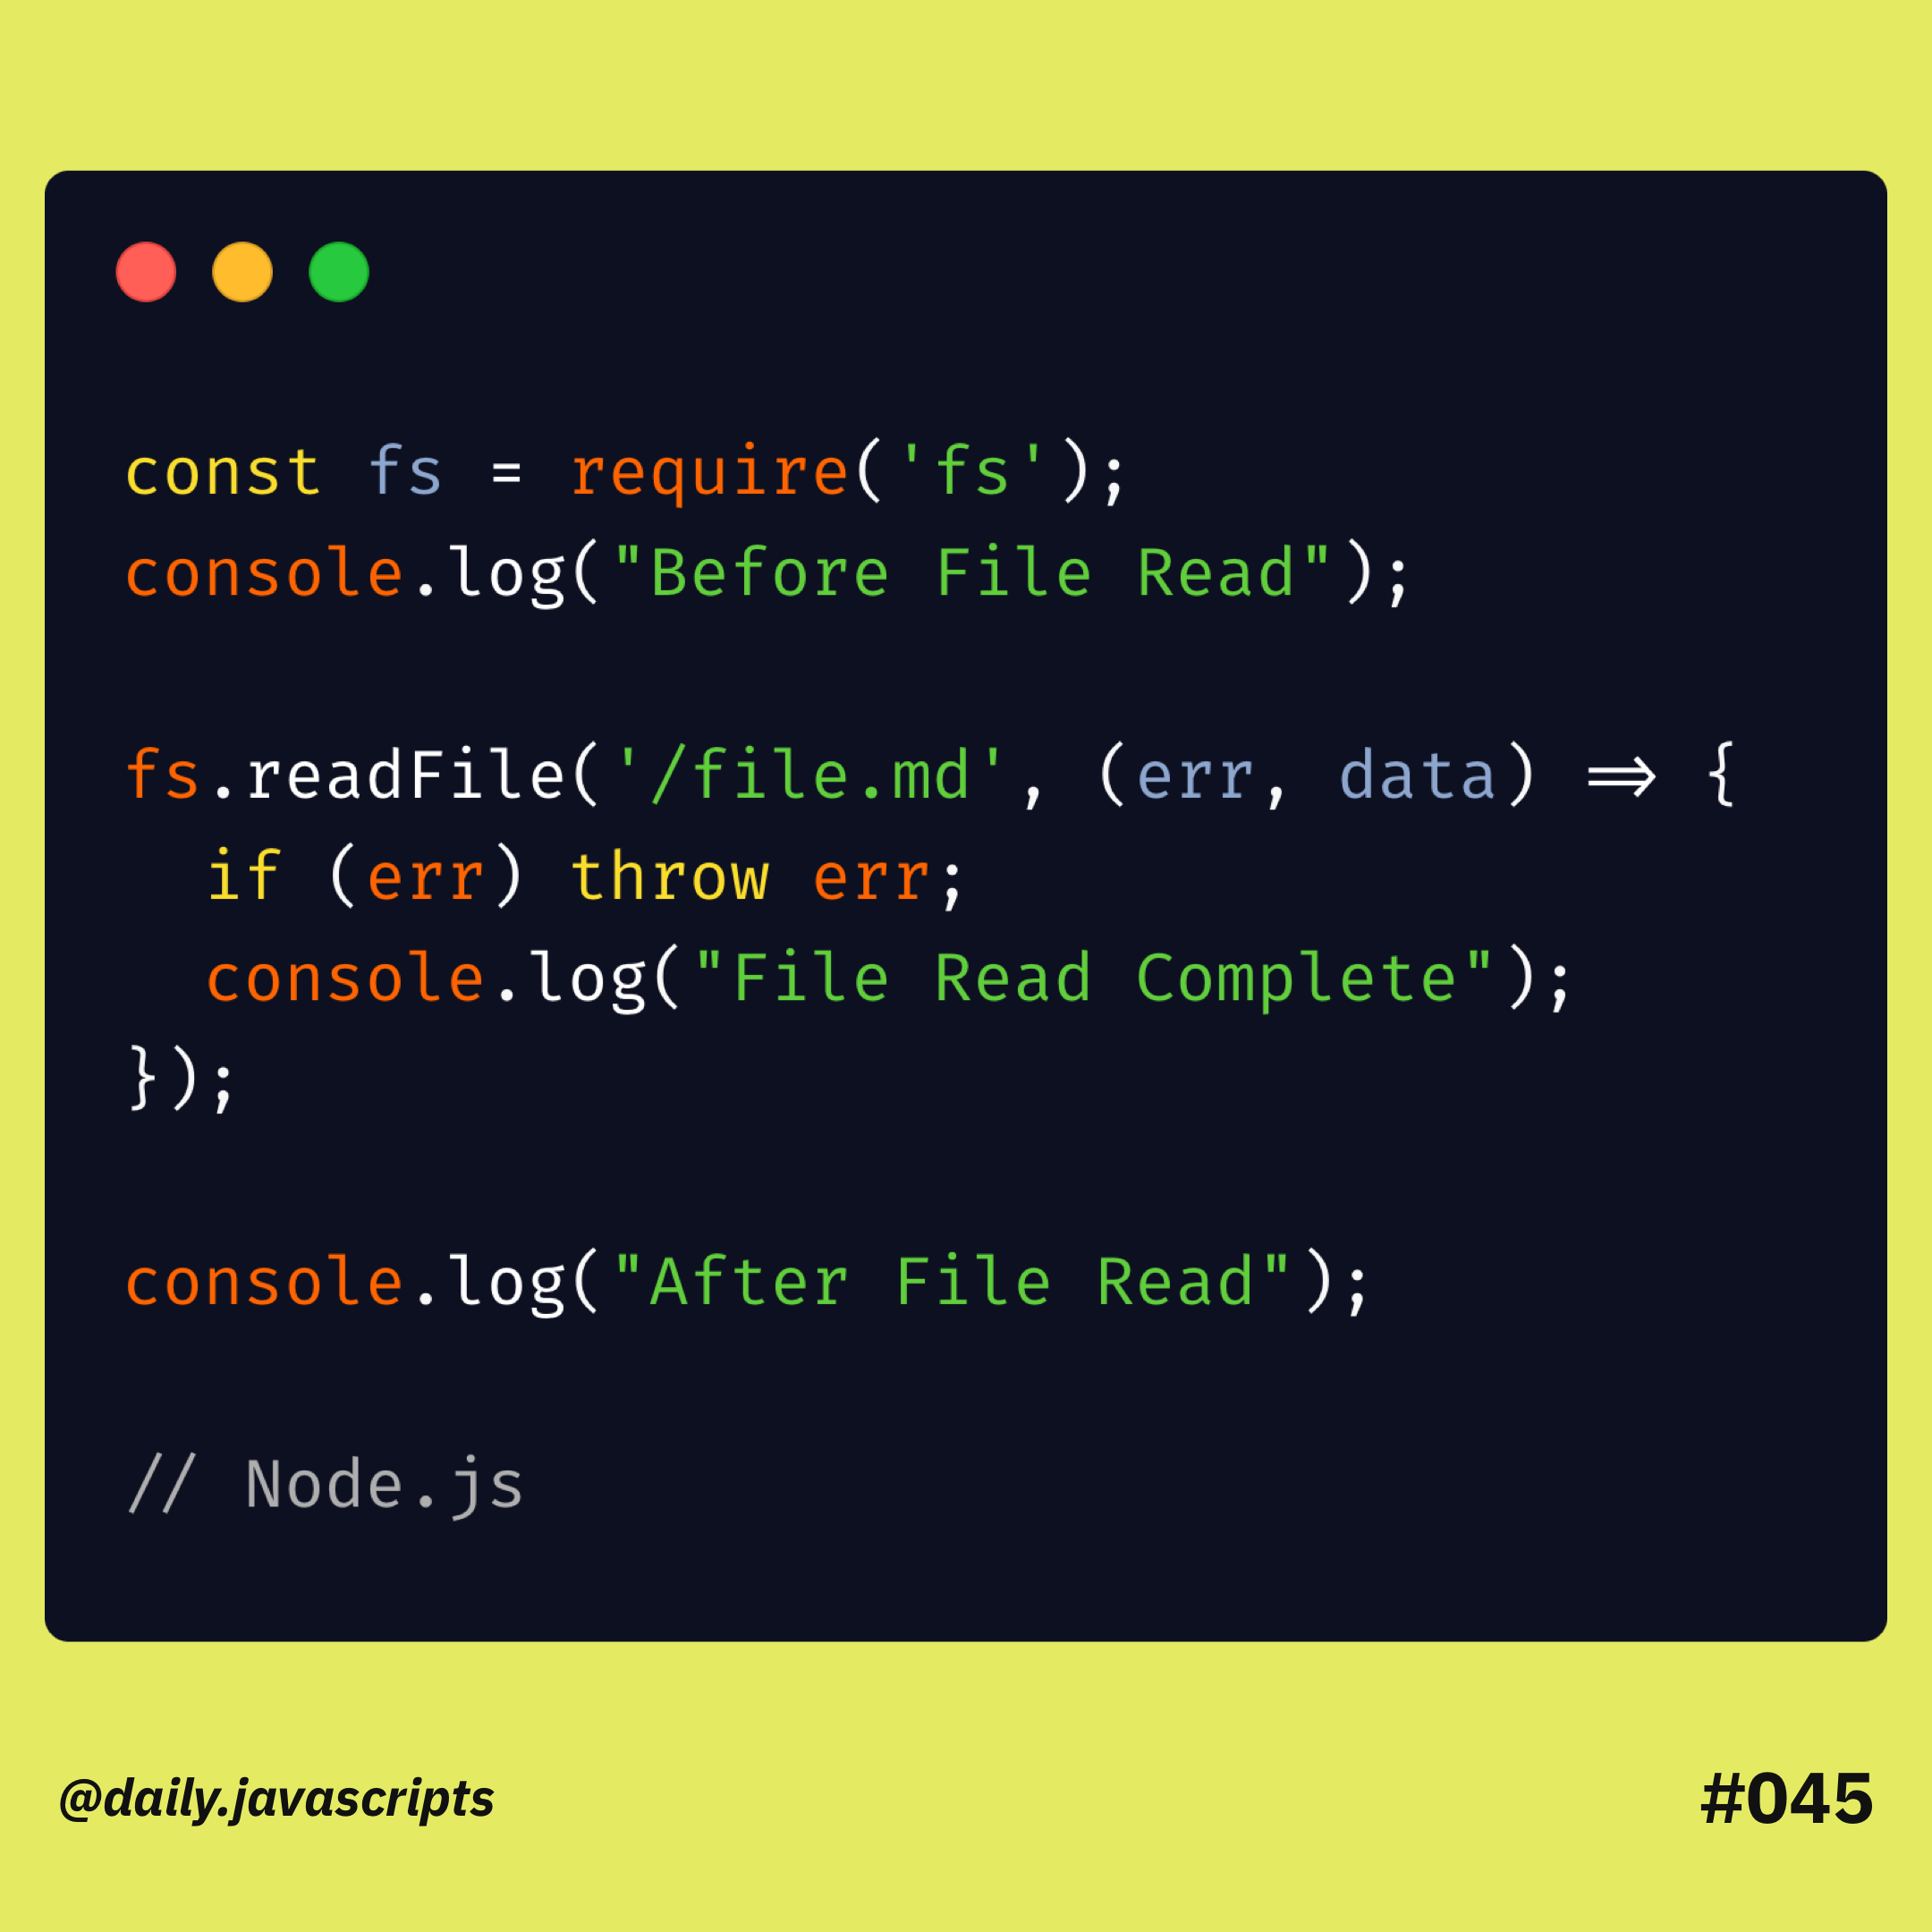 const fs = require('fs');
console.log("Before File Read");
fs.readFile('/file.md', (err, data) => {
  if (err) throw err;
  console.log("File Read Complete");
});
console.log("After File Read");
// Node.js
@daily.javascripts
#045